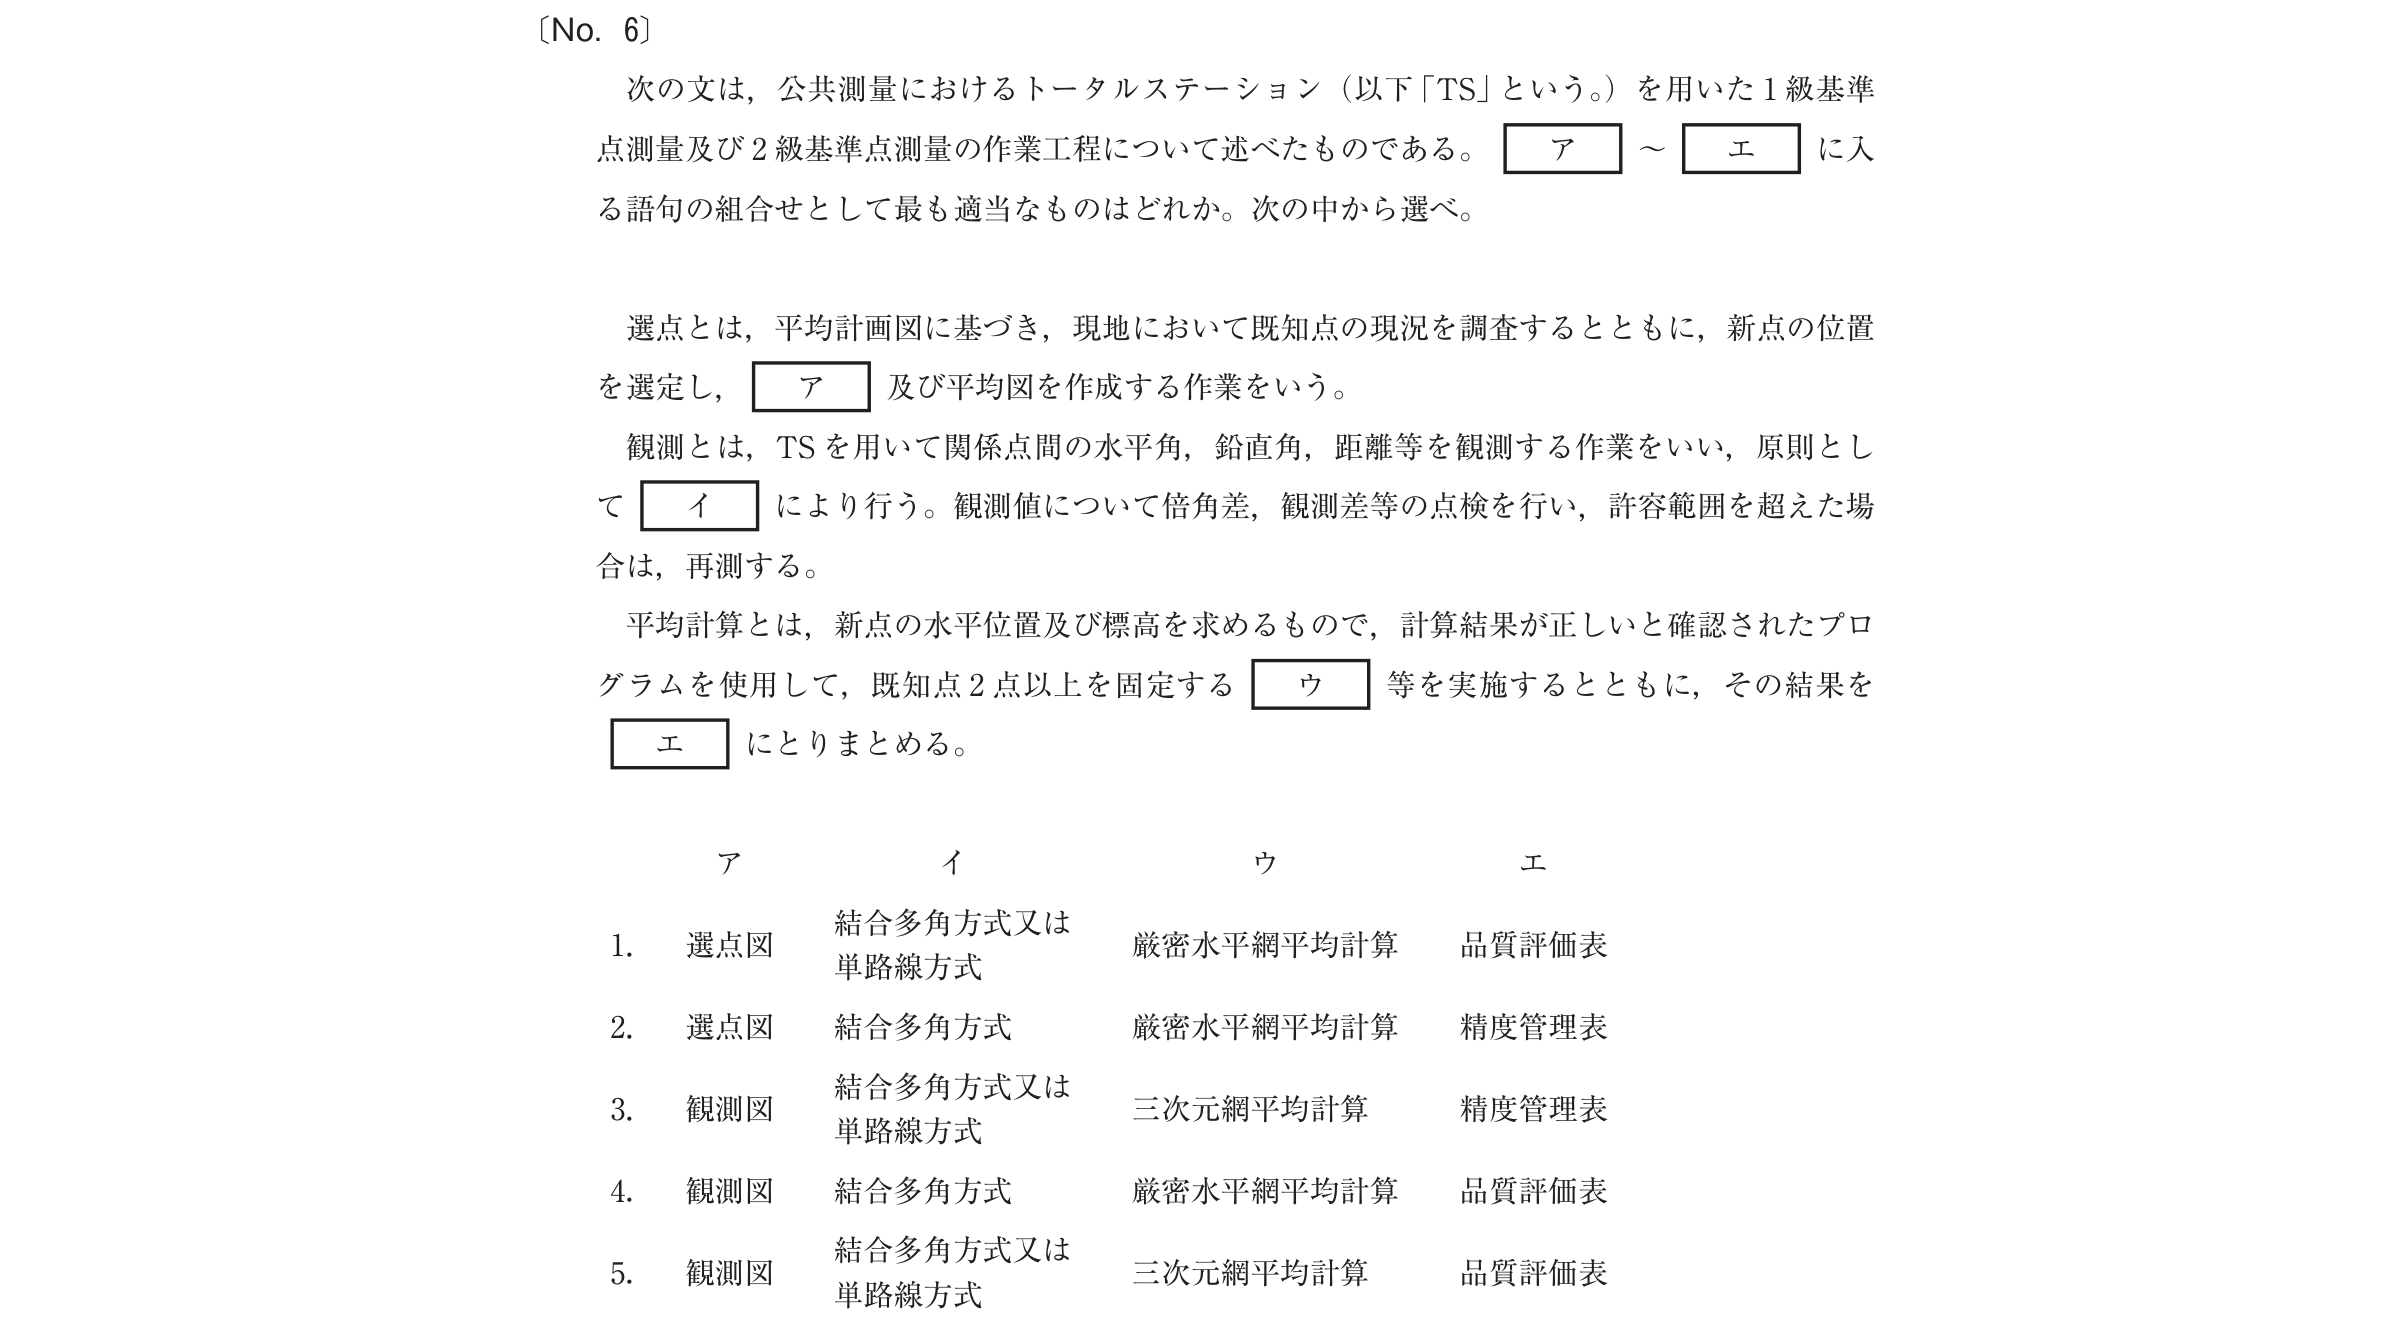 〔No. 6〕
次の文は，公共測量におけるトータルステーション（以下「TS」という。）を用いた１級基準
点測量及び２級基準点測量の作業工程について述べたものである。 ア ～ エ に入
る語句の組合せとして最も適当なものはどれか。次の中から選べ。
選点とは，平均計画図に基づき，現地において既知点の現況を調査するとともに，新点の位置
を選定し， ア 及び平均図を作成する作業をいう。
観測とは，TS を用いて関係点間の水平角，鉛直角，距離等を観測する作業をいい，原則とし
て イ により行う。観測値について倍角差，観測差等の点検を行い，許容範囲を超えた場
合は，再測する。
平均計算とは，新点の水平位置及び標高を求めるもので，計算結果が正しいと確認されたプロ
グラムを使用して，既知点２点以上を固定する ウ 等を実施するとともに，その結果を
エ にとりまとめる。
ア イ ウ エ
1. 選点図 結合多角方式又は 厳密水平網平均計算 品質評価表
単路線方式
2. 選点図 結合多角方式 厳密水平網平均計算 精度管理表
3. 観測図 結合多角方式又は 三次元網平均計算 精度管理表
単路線方式
4. 観測図 結合多角方式 厳密水平網平均計算 品質評価表
5. 観測図 結合多角方式又は 三次元網平均計算 品質評価表
単路線方式